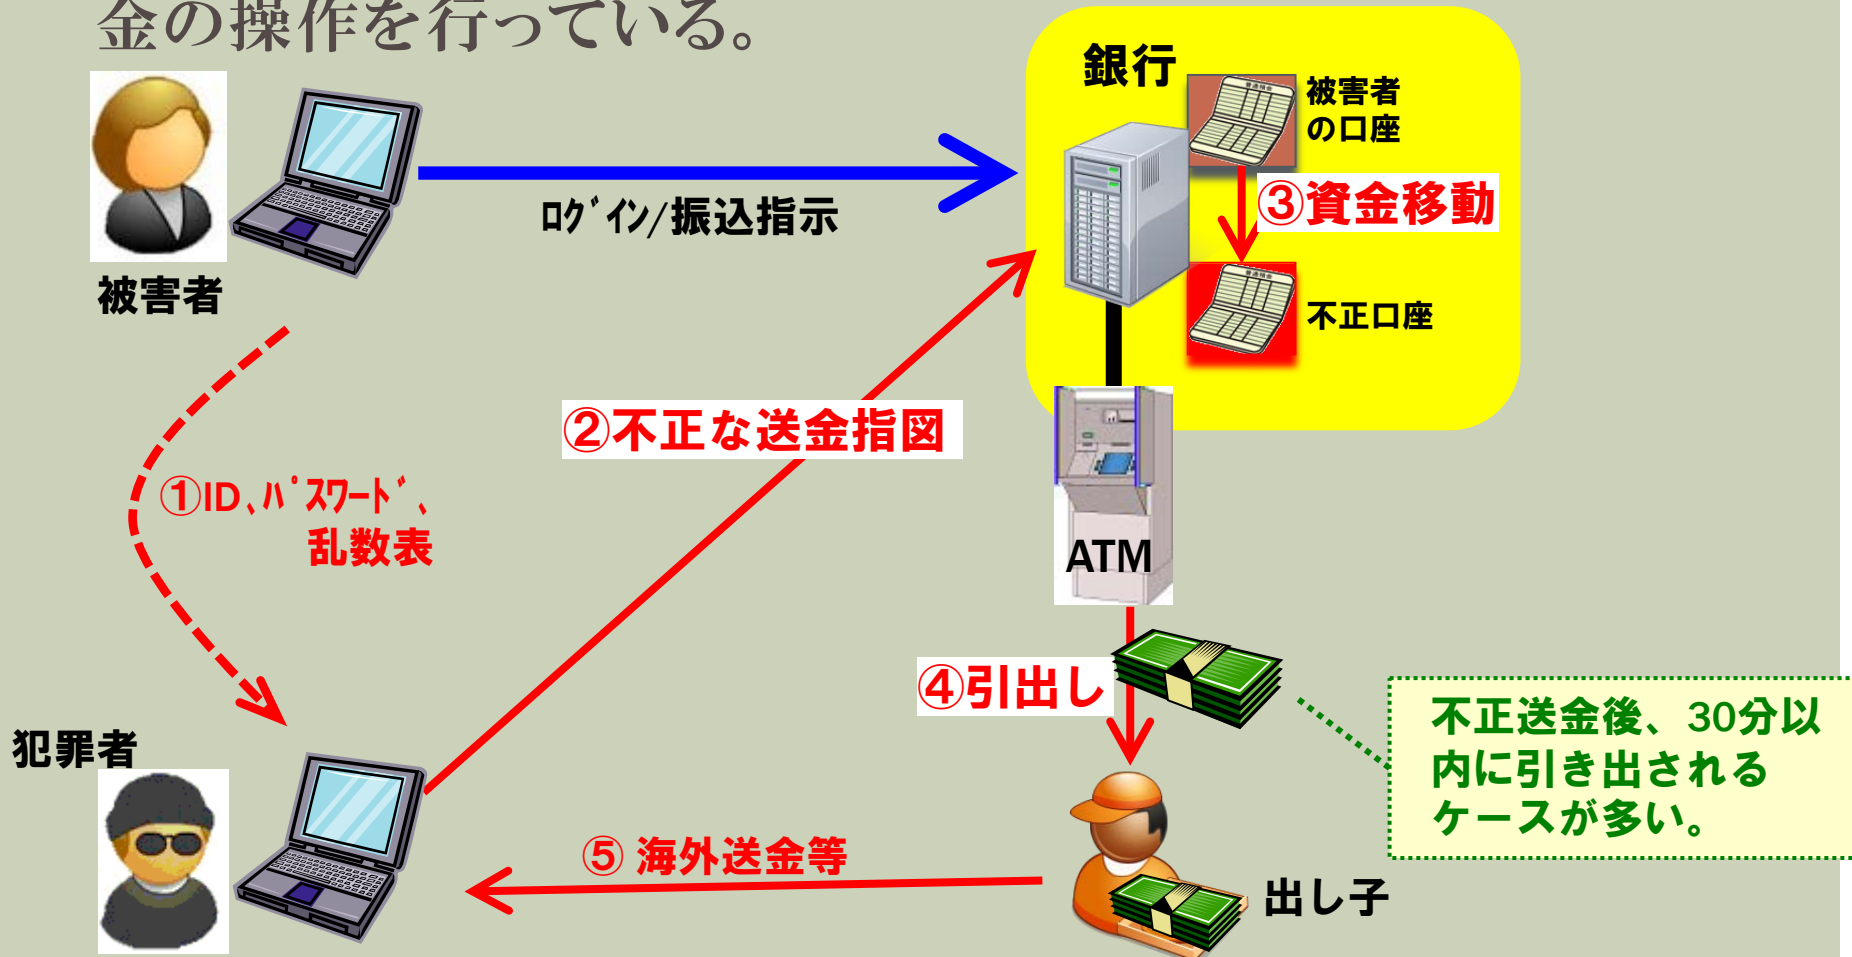 金の操作を行っている。
銀行
被害者
の口座
ﾛｸﾞｲﾝ/振込指示
③資金移動
被害者
不正口座
②不正な送金指図
①ID、ﾊﾟｽﾜｰﾄﾞ、
乱数表
ATM
④引出し
不正送金後、30分以
内に引き出される
ケースが多い。
犯罪者
⑤ 海外送金等
出し子